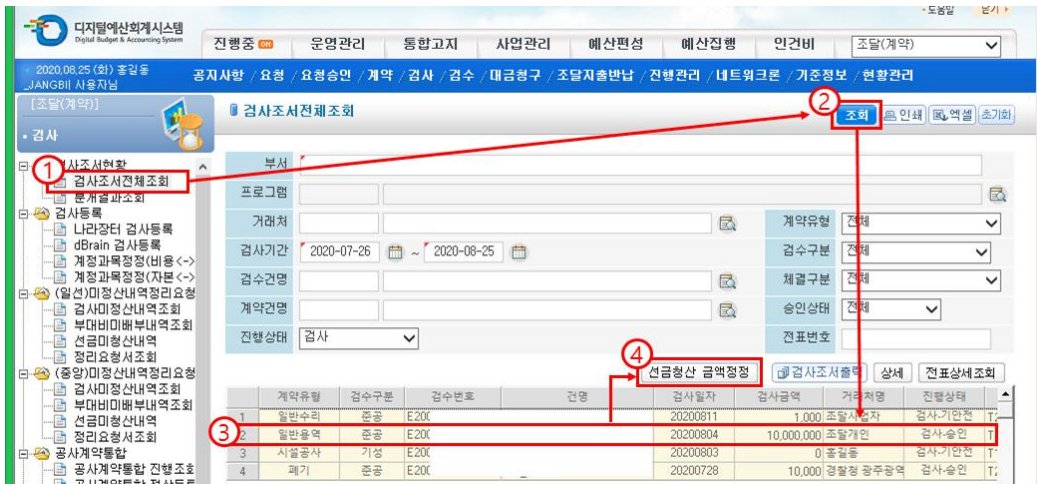 디지털예산회계시스템
Digital Budget & Accounting System
도움말 닫기
진행중 ON 운영관리 통합고지 사업관리 예산편성 예산집행 인건비 조달(계약)
2020,08,25 (화) 홍길동
_JANGBII 사용자님
공지사항 / 요청 / 요청승인 / 계약 / 검사 / 검수 / 대금청구 / 조달지출반납 / 진행관리 / 네트워크론 / 기준정보 / 현황관리
[조달(계약)]
• 검사
검사조서전체조회
② 조회 인쇄 엑셀 초기화
① 검사조서현황
검사조서전체조회
분개결과조회
검사등록
나라장터 검사등록
dBrain 검사등록
계정과목정정(비용<->
계정과목정정(자본<->
(일선)미정산내역정리요청
검사미정산내역조회
부대비미배부내역조회
선금미청산내역
정리요청서조회
(중앙)미정산내역정리요청
검사미정산내역조회
부대비미배부내역조회
선금미청산내역
정리요청서조회
공사계약통합
공사계약통합 진행조회
부서
프로그램
거래처 계약유형 전체
검사기간 2020-07-26 ~ 2020-08-25 검수구분 전체
검수건명 체결구분 전체
계약건명 승인상태 전체
진행상태 검사 전표번호
④ 선금청산 금액정정 검사조서출력 상세 전표상세조회
계약유형 검수구분 검수번호 건명 검사일자 검사금액 거래처명 진행상태
1 일반수리 준공 E200 20200811 1,000 조달사업자 검사-기안전
③ 2 일반용역 준공 E200 20200804 10,000,000 조달개인 검사-승인
3 시설공사 기성 E200 20200803 0 홍길동 검사-기안전
4 폐기 준공 E200 20200728 10,000 경찰청 광주광역 검사-승인